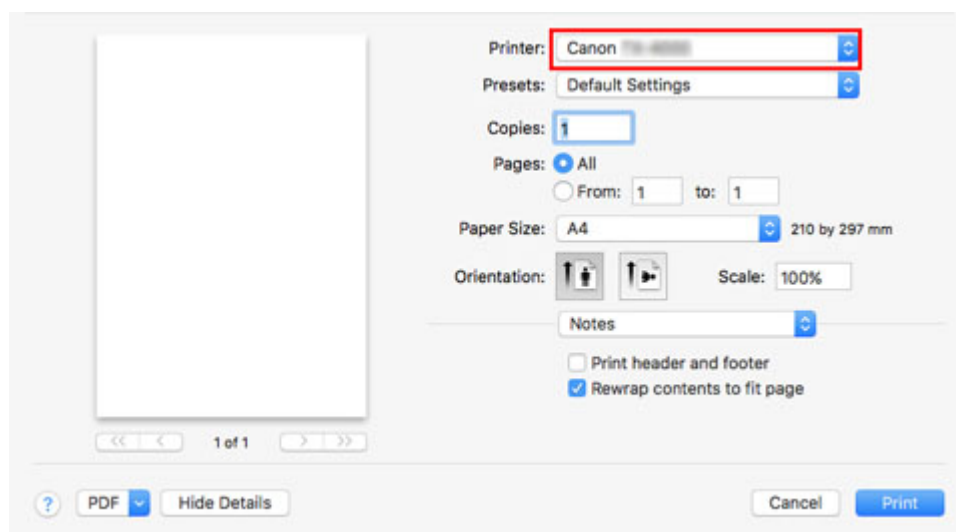 Printer: Canon
Presets: Default Settings
Copies: 1
Pages: All
From: 1 to: 1
Paper Size: A4 210 by 297 mm
Orientation: Scale: 100%
Notes
Print header and footer
Rewrap contents to fit page
<< < 1 of 1 > >>
? PDF Hide Details Cancel Print